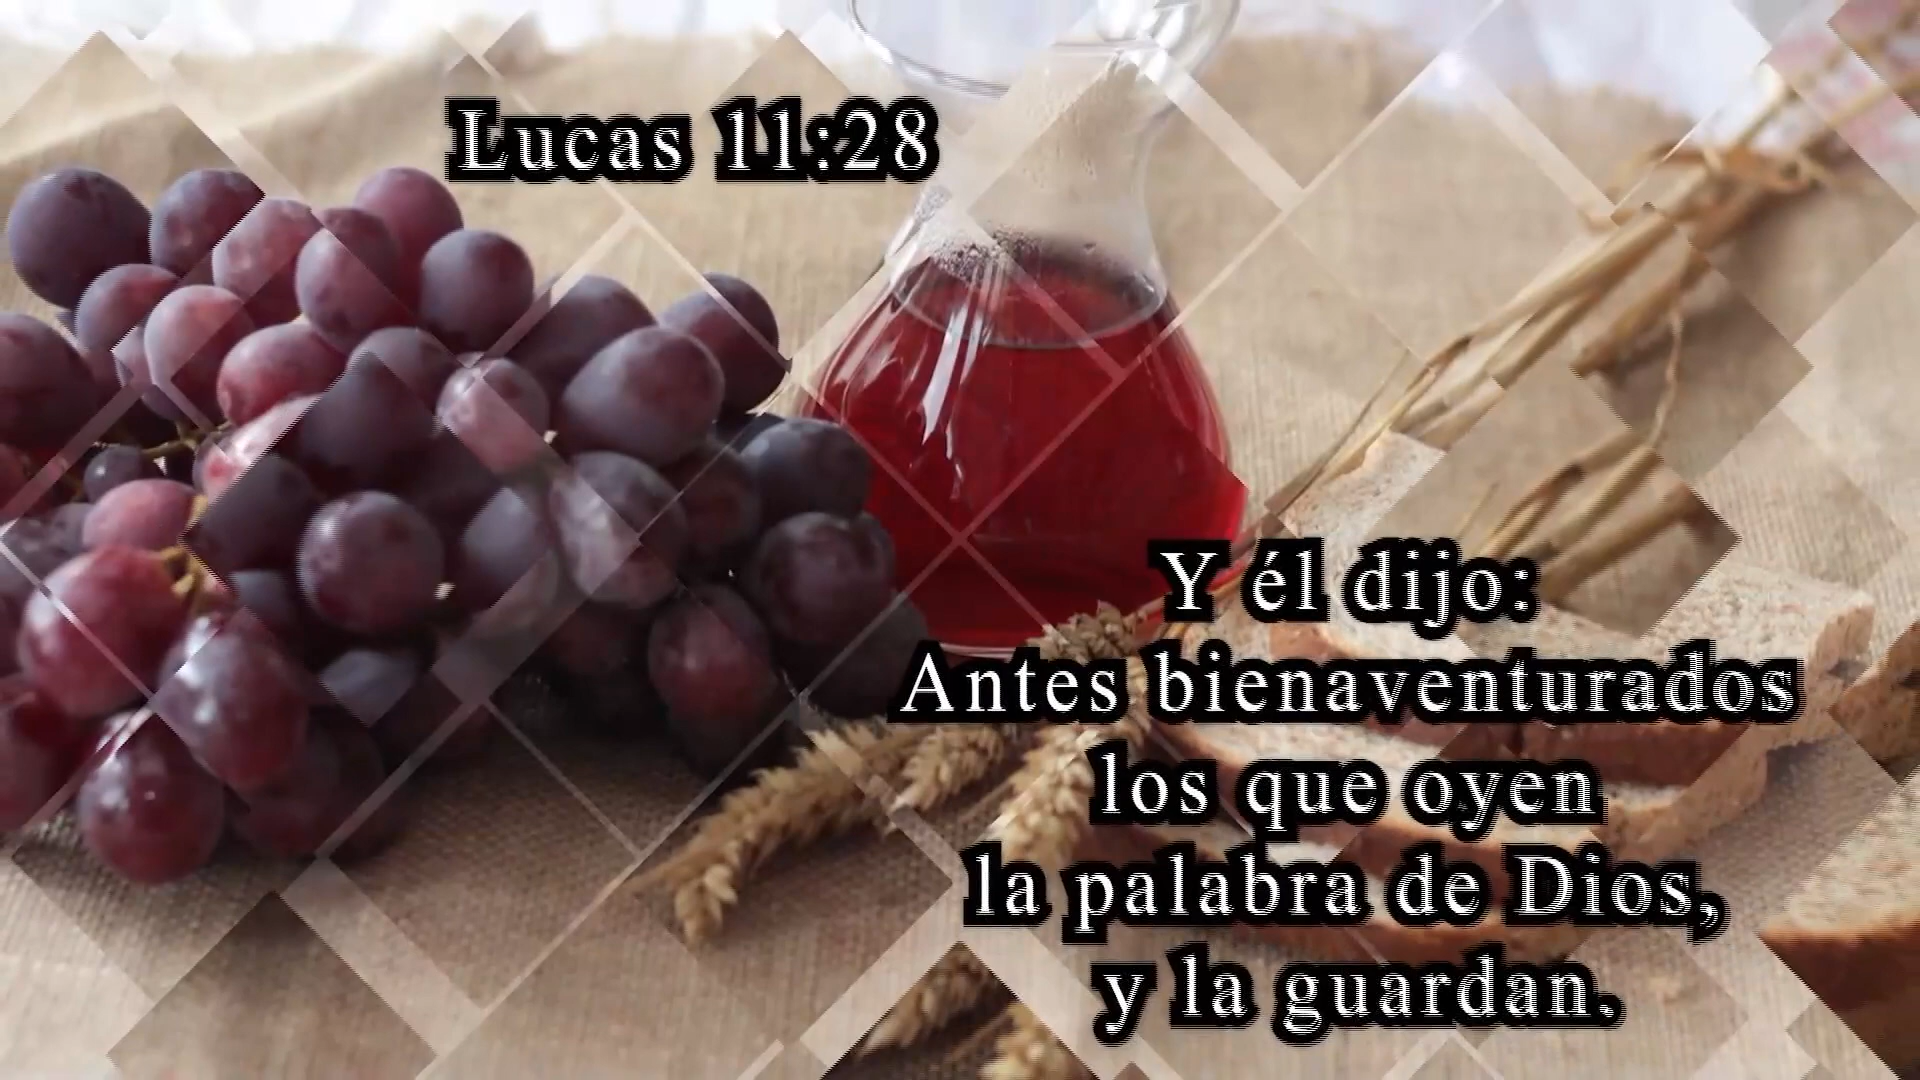 Lucas 11:28
Y él dijo:
Antes bienaventurados
los que oyen
la palabra de Dios,
y la guardan.